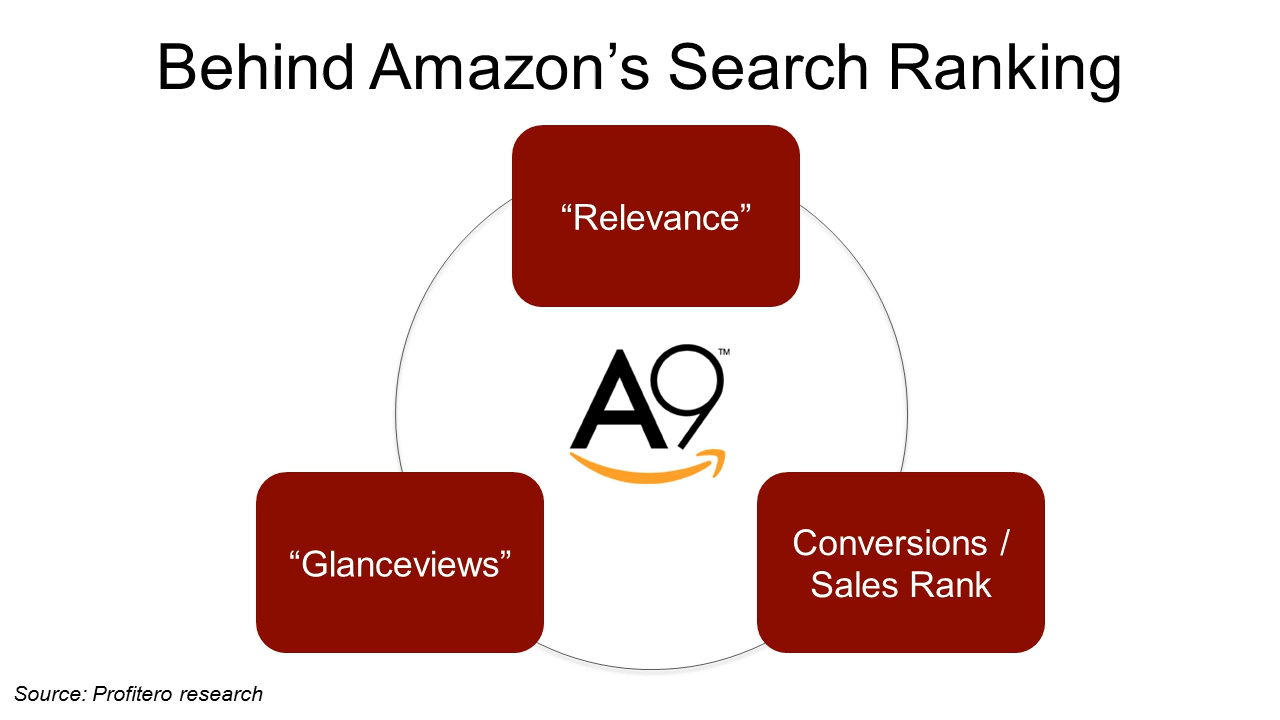 Behind Amazon’s Search Ranking
“Relevance”
A9™
“Glanceviews”
Conversions /
Sales Rank
Source: Profitero research